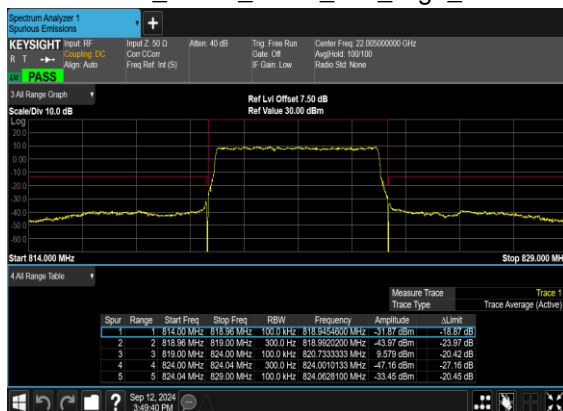 Spectrum Analyzer 1
Spurious Emissions
KEYSIGHT Input: RF Input Z: 50 Ω Atten: 40 dB Trig: Free Run Center Freq: 22.005000000 GHz
R T Coupling: DC Corr CCorr Gate: Off Avg|Hold: 100/100
Align: Auto Freq Ref: Int (S) IF Gain: Low Radio Std: None
PASS
3 All Range Graph
Ref Lvl Offset 7.50 dB
Scale/Div 10.0 dB Ref Value 30.00 dBm
Log
20.0
10.0
0.00
-10.0
-20.0
-30.0
-40.0
-50.0
-60.0
Start 814.000 MHz Stop 829.000 MH
4 All Range Table
Measure Trace Trace 1
Trace Type Trace Average (Active)
Spur Range Start Freq Stop Freq RBW Frequency Amplitude ΔLimit
1 1 814.00 MHz 818.96 MHz 100.0 kHz 818.9454600 MHz -31.87 dBm -18.87 dB
2 2 818.96 MHz 819.00 MHz 300.0 Hz 818.9920200 MHz -43.97 dBm -23.97 dB
3 3 819.00 MHz 824.00 MHz 100.0 kHz 820.7333333 MHz 9.579 dBm -20.42 dB
4 4 824.00 MHz 824.04 MHz 300.0 Hz 824.0010133 MHz -47.16 dBm -27.16 dB
5 5 824.04 MHz 829.00 MHz 100.0 kHz 824.0628100 MHz -33.45 dBm -20.45 dB
? Sep 12, 2024
3:49:40 PM